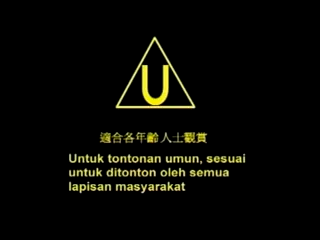 U
適合各年齡人士觀賞
Untuk tontonan umun, sesuai
untuk ditonton oleh semua
lapisan masyarakat